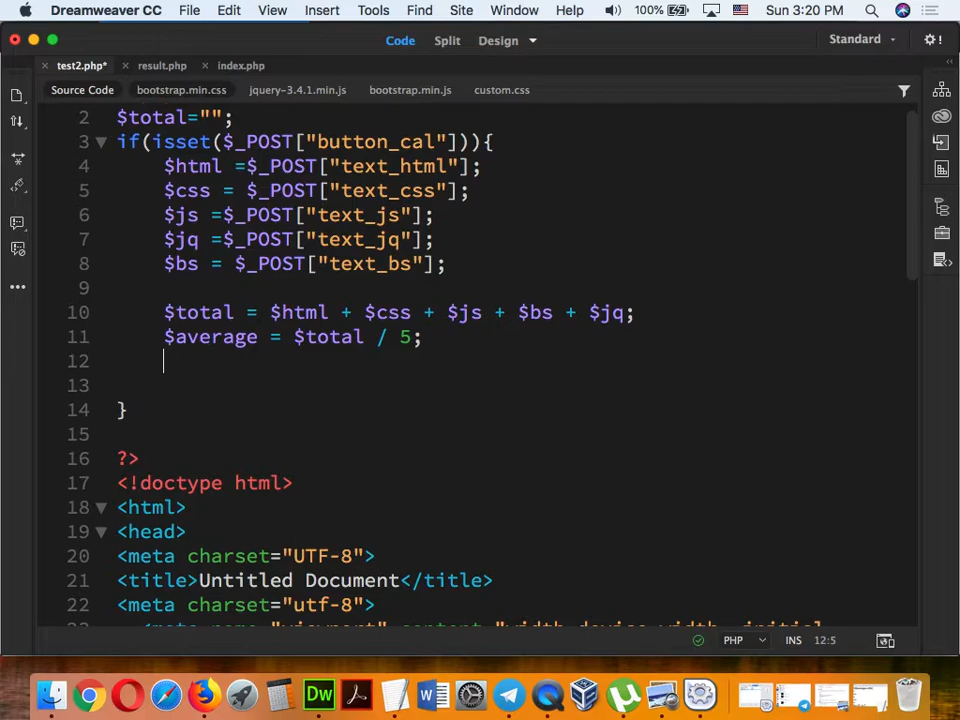 Dreamweaver CC File Edit View Insert Tools Find Site Window Help 100% Sun 3:20 PM
Code Split Design Standard !
test2.php* result.php index.php
Source Code bootstrap.min.css jquery-3.4.1.min.js bootstrap.min.js custom.css
2 $total="";
3 if(isset($_POST["button_cal"])){
4 $html =$_POST["text_html"];
5 $css = $_POST["text_css"];
6 $js =$_POST["text_js"];
7 $jq =$_POST["text_jq"];
8 $bs = $_POST["text_bs"];
9
10 $total = $html + $css + $js + $bs + $jq;
11 $average = $total / 5;
12
13
14 }
15
16 ?>
17 <!doctype html>
18 <html>
19 <head>
20 <meta charset="UTF-8">
21 <title>Untitled Document</title>
22 <meta charset="utf-8">
PHP INS 12:5
Dw W